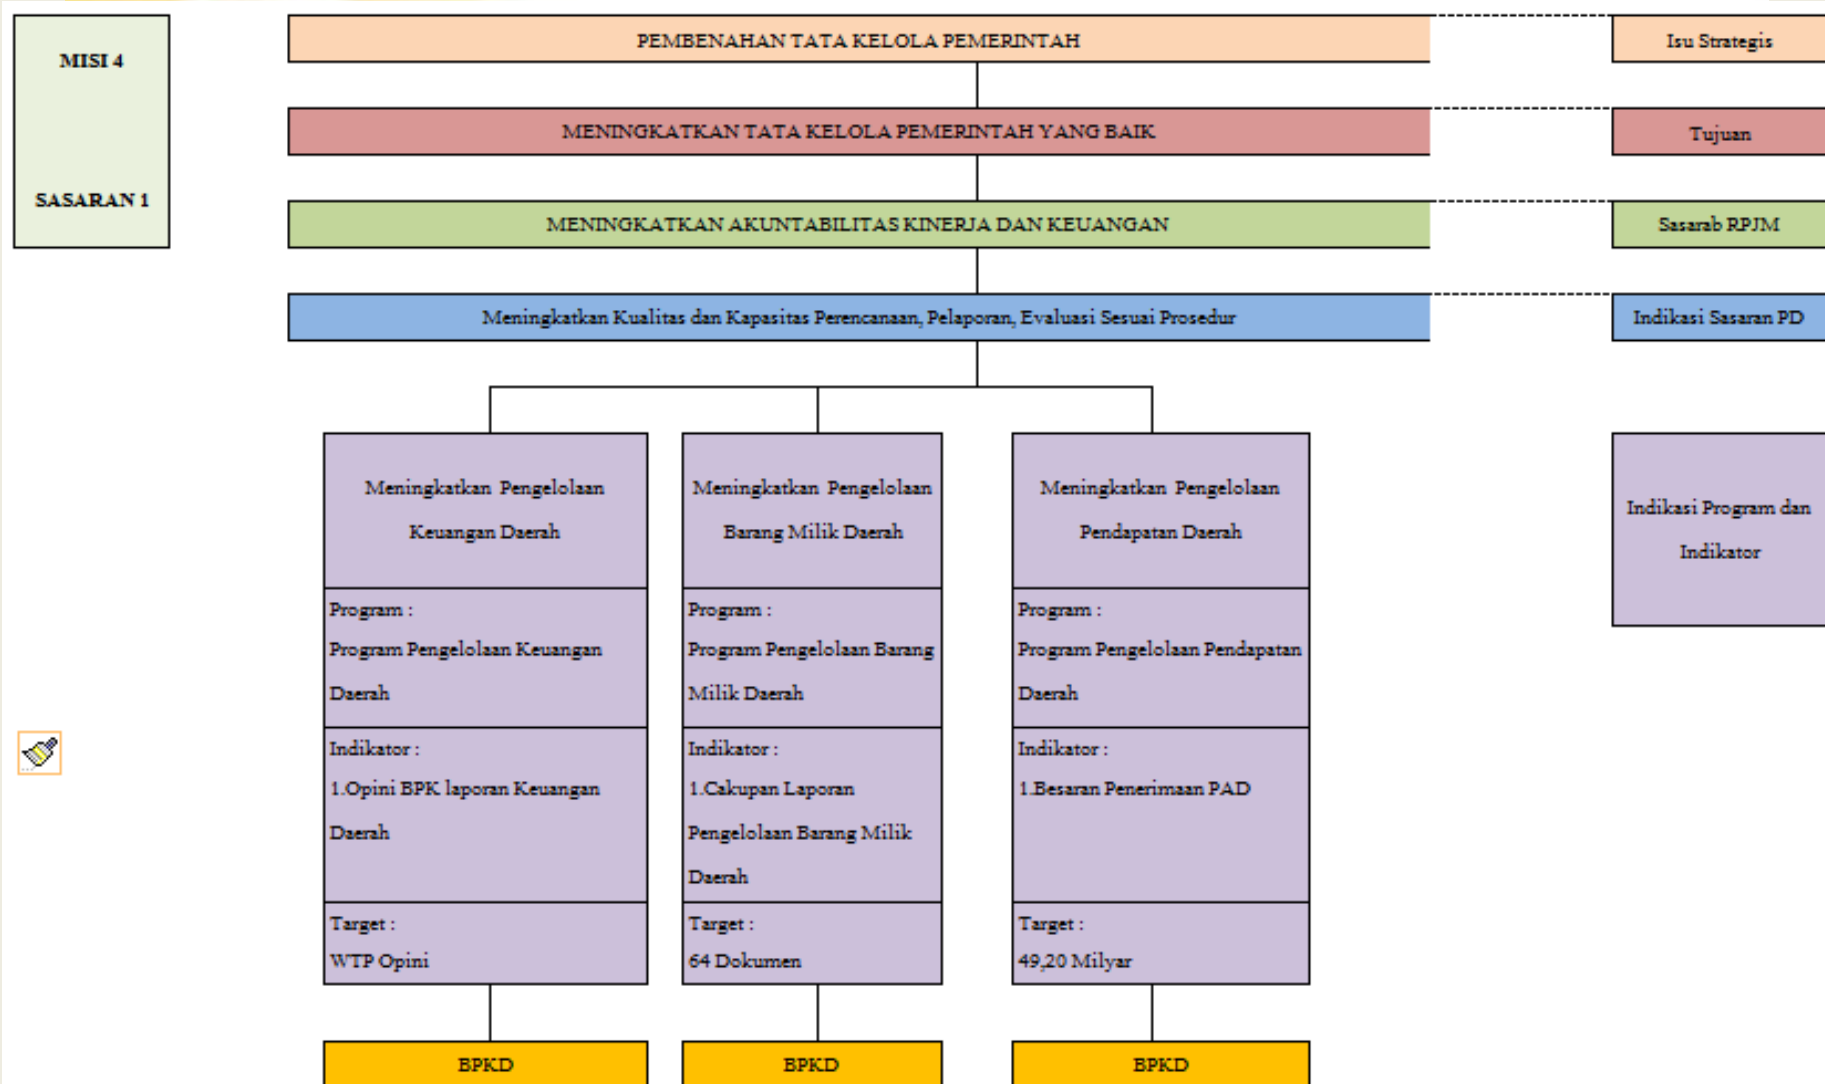 MISI 4
SASARAN 1
PEMBENAHAN TATA KELOLA PEMERINTAH
Isu Strategis
MENINGKATKAN TATA KELOLA PEMERINTAH YANG BAIK
Tujuan
MENINGKATKAN AKUNTABILITAS KINERJA DAN KEUANGAN
Sasarab RPJM
Meningkatkan Kualitas dan Kapasitas Perencanaan, Pelaporan, Evaluasi Sesuai Prosedur
Indikasi Sasaran PD
Meningkatkan Pengelolaan
Keuangan Daerah
Program :
Program Pengelolaan Keuangan
Daerah
Indikator :
1.Opini BPK laporan Keuangan
Daerah
Target :
WTP Opini
BPKD
Meningkatkan Pengelolaan
Barang Milik Daerah
Program :
Program Pengelolaan Barang
Milik Daerah
Indikator :
1.Cakupan Laporan
Pengelolaan Barang Milik
Daerah
Target :
64 Dokumen
BPKD
Meningkatkan Pengelolaan
Pendapatan Daerah
Program :
Program Pengelolaan Pendapatan
Daerah
Indikator :
1.Besaran Penerimaan PAD
Target :
49,20 Milyar
BPKD
Indikasi Program dan
Indikator